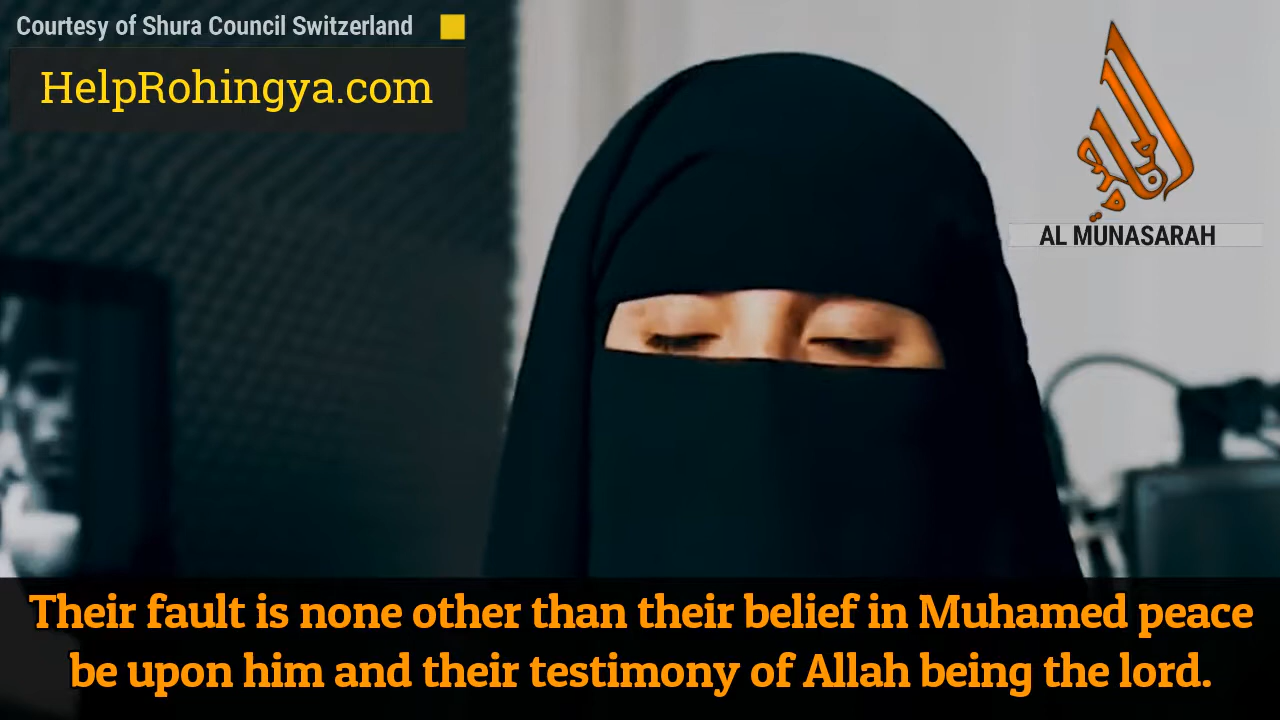 Courtesy of Shura Council Switzerland
HelpRohingya.com
المناصرة
AL MUNASARAH
Their fault is none other than their belief in Muhamed peace
be upon him and their testimony of Allah being the lord.